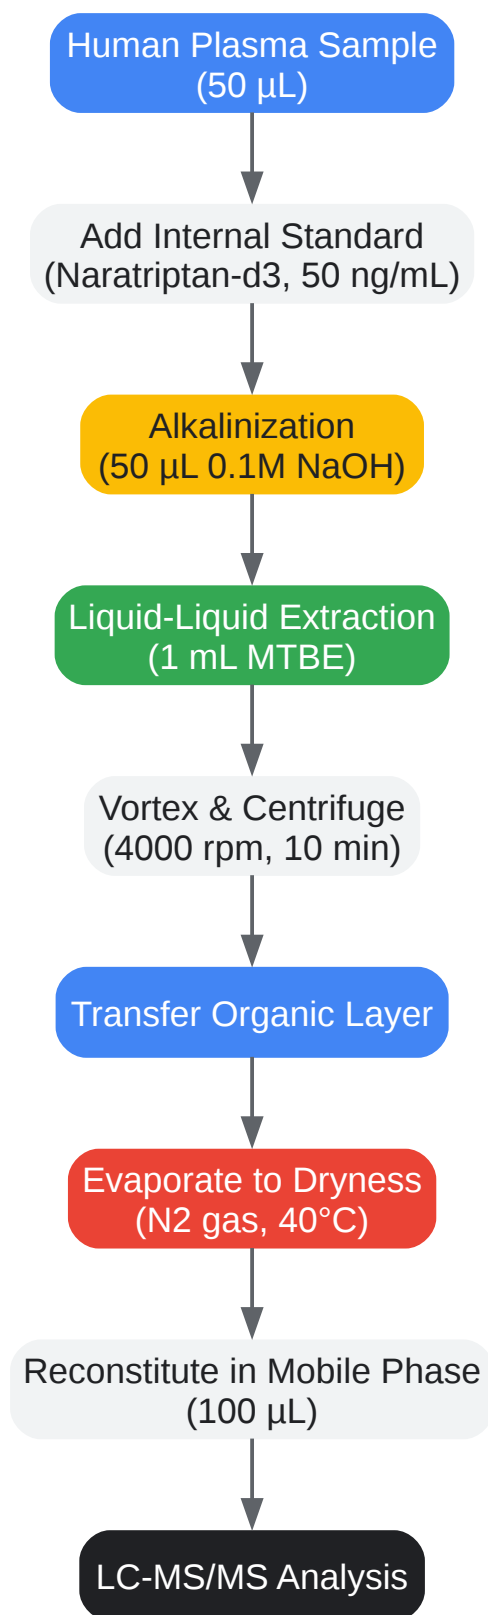 Human Plasma Sample
(50 µL)
Add Internal Standard
(Naratriptan-d3, 50 ng/mL)
Alkalinization
(50 µL 0.1M NaOH)
Liquid-Liquid Extraction
(1 mL MTBE)
Vortex & Centrifuge
(4000 rpm, 10 min)
Transfer Organic Layer
Evaporate to Dryness
(N2 gas, 40°C)
Reconstitute in Mobile Phase
(100 µL)
LC-MS/MS Analysis